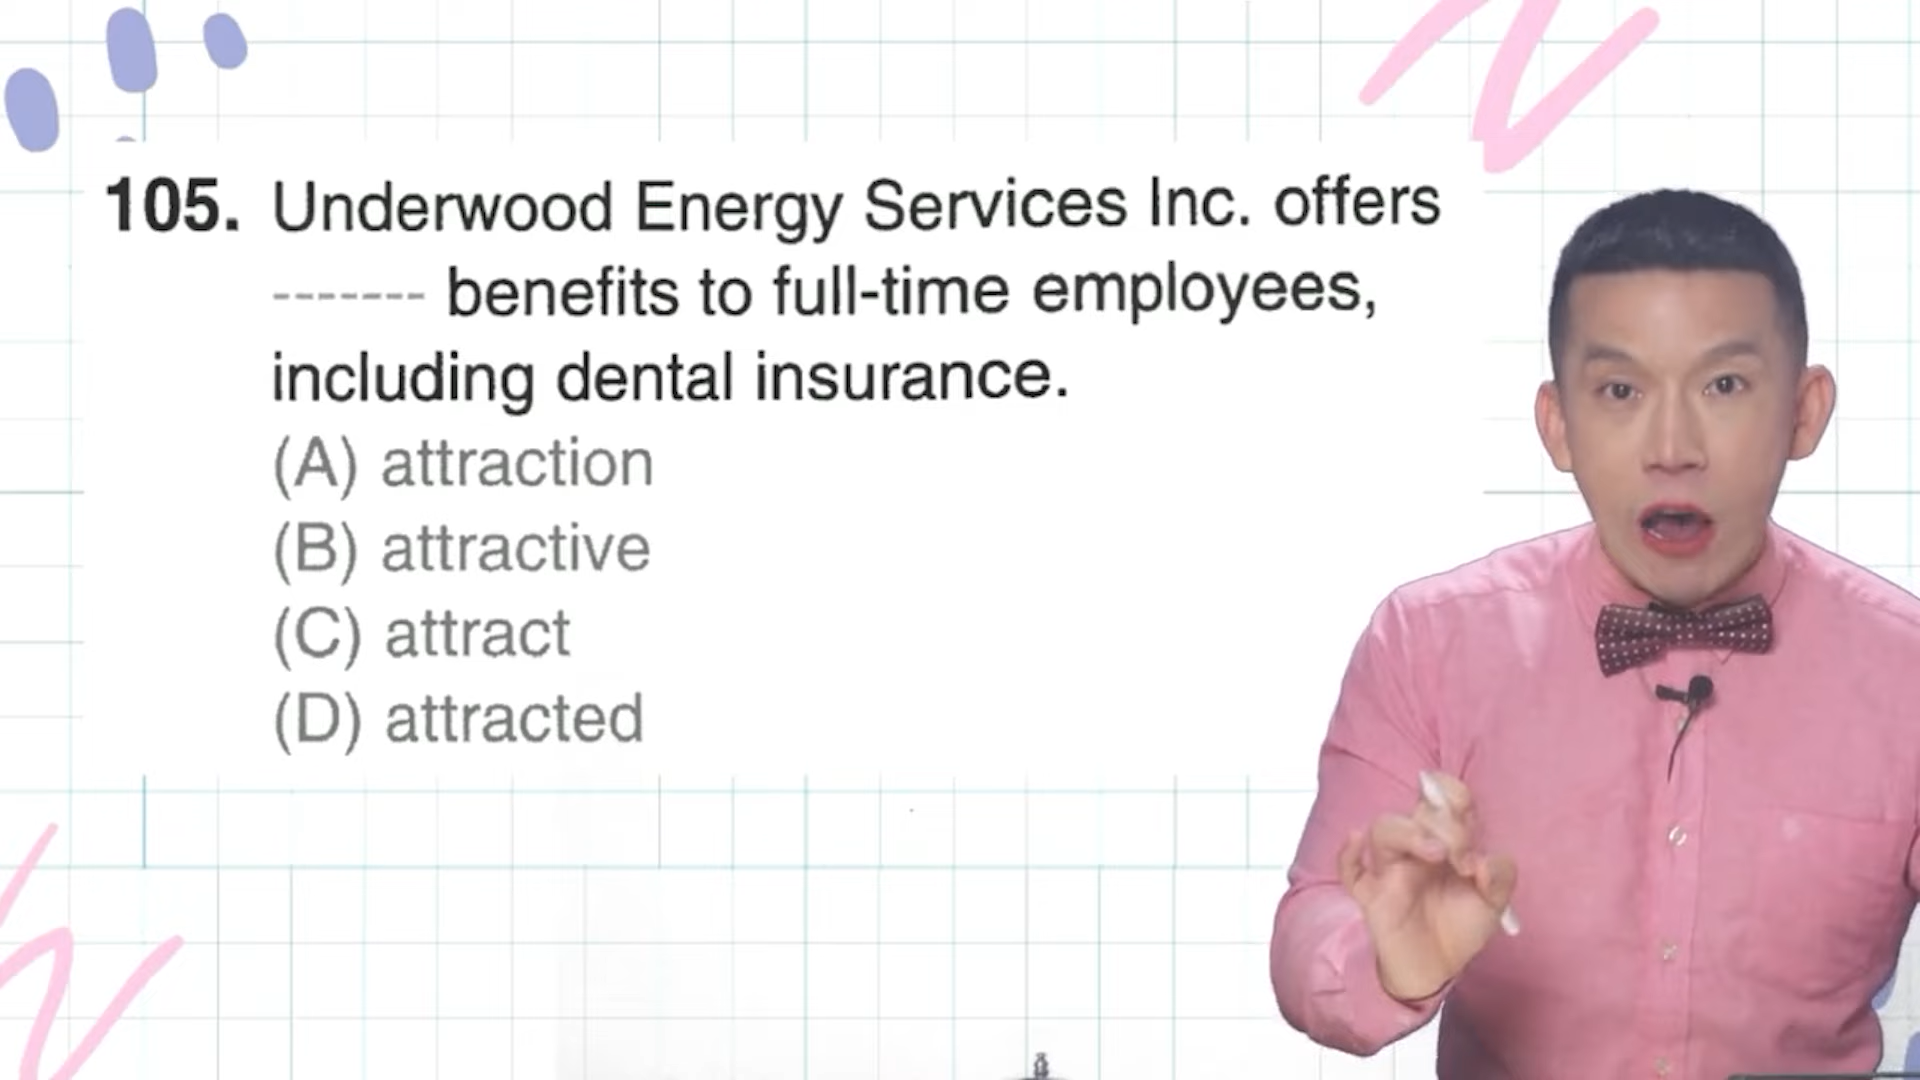 105. Underwood Energy Services Inc. offers
------- benefits to full-time employees,
including dental insurance.
(A) attraction
(B) attractive
(C) attract
(D) attracted